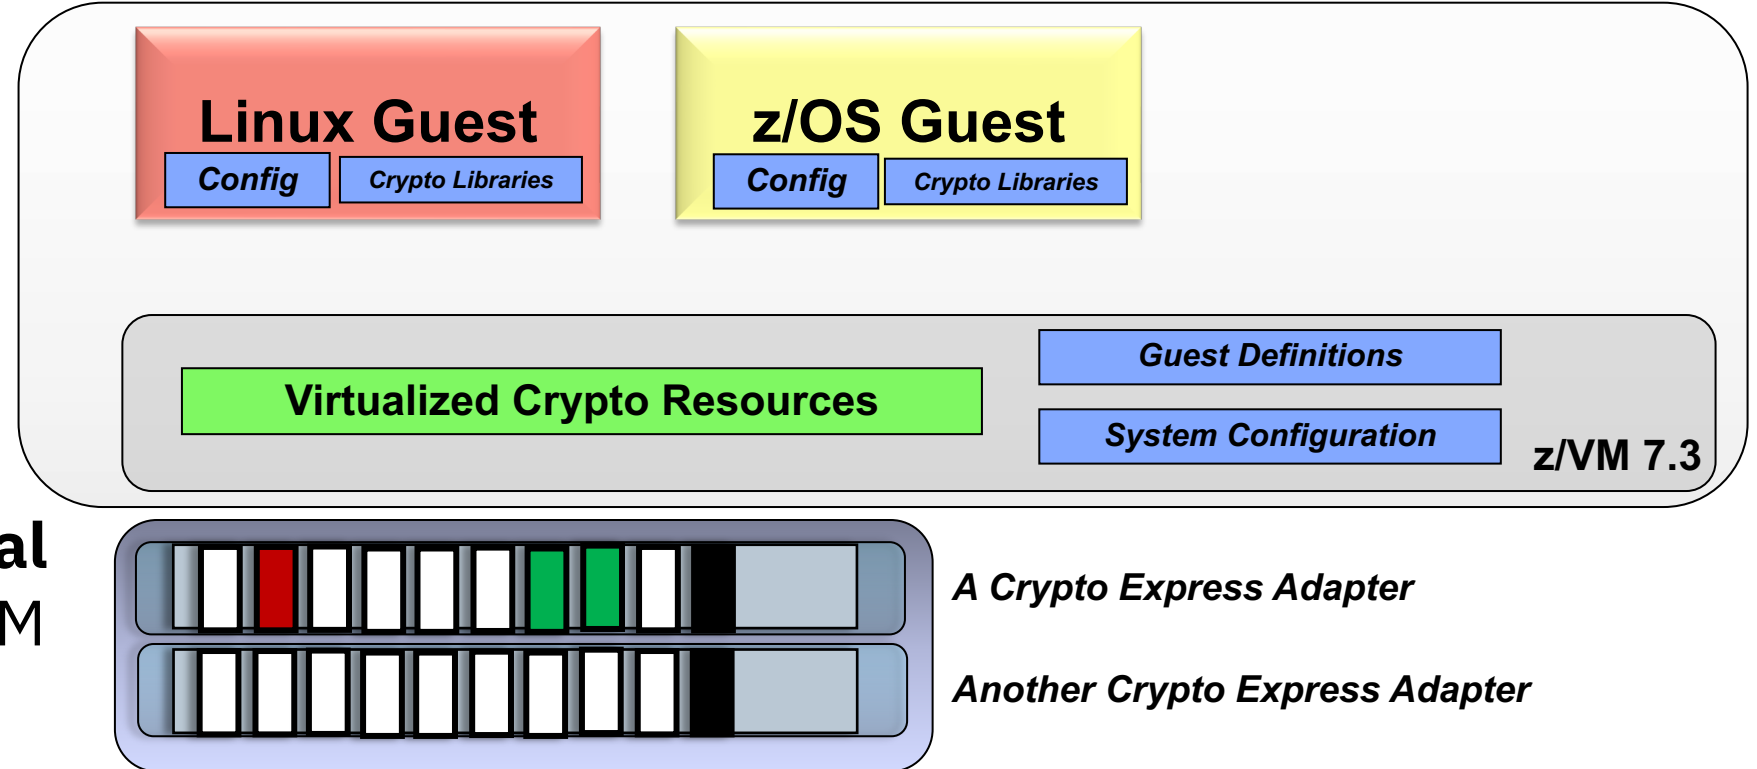 Linux Guest
Config
Crypto Libraries
z/OS Guest
Config
Crypto Libraries
Virtualized Crypto Resources
Guest Definitions
System Configuration
z/VM 7.3
al
M
A Crypto Express Adapter
Another Crypto Express Adapter